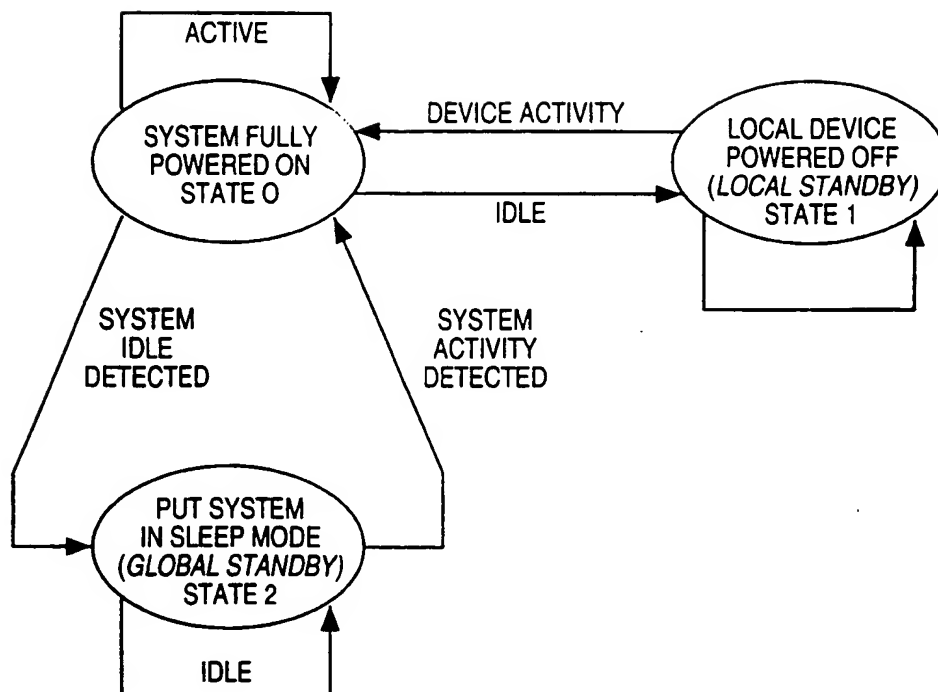 ACTIVE
SYSTEM FULLY
POWERED ON
STATE 0
DEVICE ACTIVITY
IDLE
LOCAL DEVICE
POWERED OFF
(LOCAL STANDBY)
STATE 1
SYSTEM
IDLE
DETECTED
SYSTEM
ACTIVITY
DETECTED
PUT SYSTEM
IN SLEEP MODE
(GLOBAL STANDBY)
STATE 2
IDLE